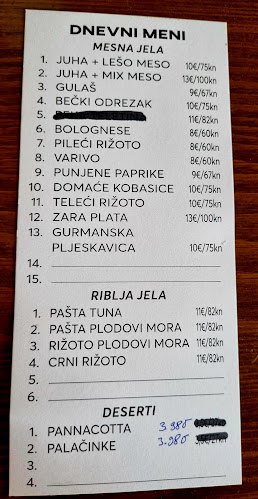 DNEVNI MENI
MESNA JELA
1. JUHA + LEŠO MESO 10€/75kn
2. JUHA + MIX MESO 13€/100kn
3. GULAŠ 9€/67kn
4. BEČKI ODREZAK 10€/75kn
5. 11€/82kn
6. BOLOGNESE 8€/60kn
7. PILEĆI RIŽOTO 8€/60kn
8. VARIVO 8€/60kn
9. PUNJENE PAPRIKE 9€/67kn
10. DOMAĆE KOBASICE 10€/75kn
11. TELEĆI RIŽOTO 10€/75kn
12. ZARA PLATA 13€/100kn
13. GURMANSKA
PLJESKAVICA 10€/75kn
14.
15.
RIBLJA JELA
1. PAŠTA TUNA 11€/82kn
2. PAŠTA PLODOVI MORA 11€/82kn
3. RIŽOTO PLODOVI MORA 11€/82kn
4. CRNI RIŽOTO 11€/82kn
5.
6.
DESERTI
1. PANNACOTTA 3.98
2. PALAČINKE 3.98
3.
4.